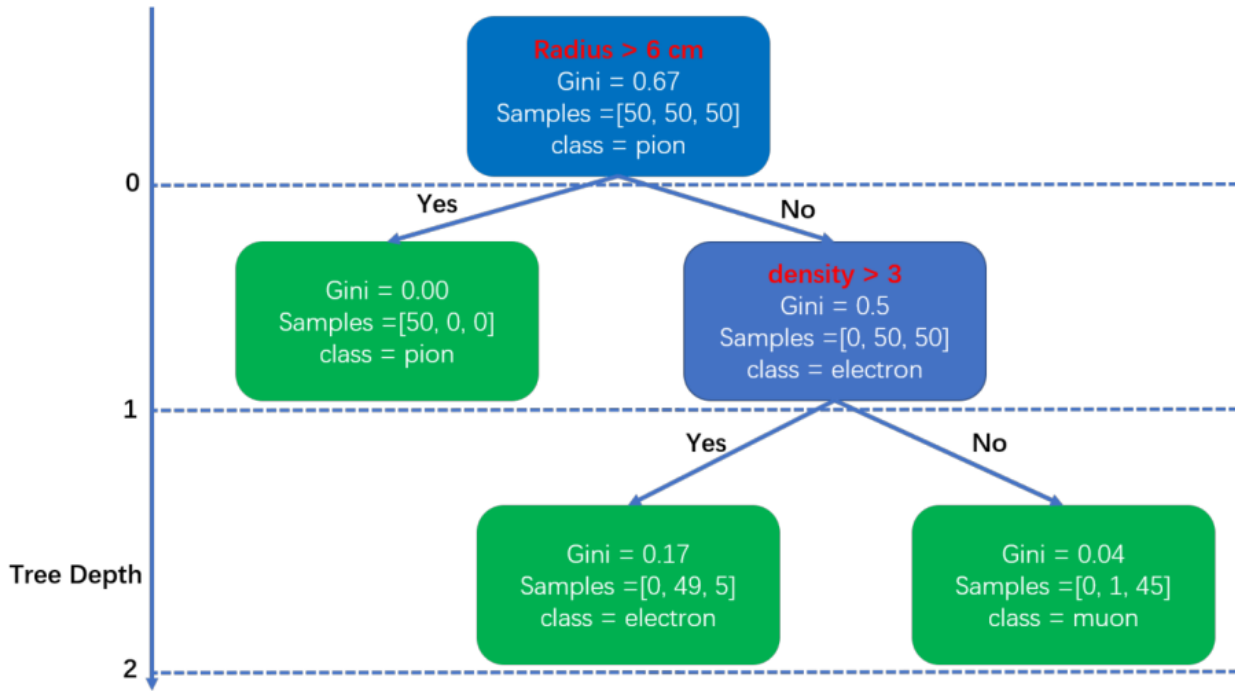 Radius > 6 cm
Gini = 0.67
Samples =[50, 50, 50]
class = pion
0
Yes
No
Gini = 0.00
Samples =[50, 0, 0]
class = pion
density > 3
Gini = 0.5
Samples =[0, 50, 50]
class = electron
1
Yes
No
Gini = 0.17
Samples =[0, 49, 5]
class = electron
Gini = 0.04
Samples =[0, 1, 45]
class = muon
Tree Depth
2